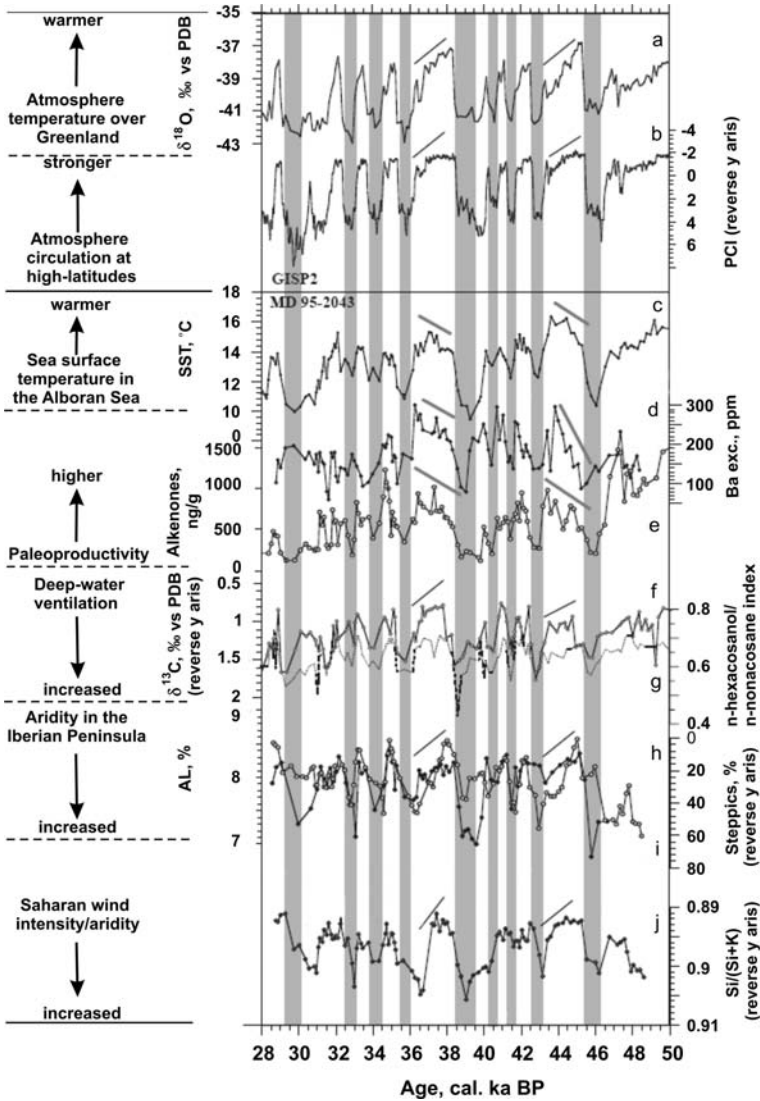 warmer
Atmosphere
temperature over
Greenland
δ18O, ‰ vs PDB
-35
-37
-39
-41
-43
a
stronger
Atmosphere
circulation at
high-latitudes
b
-4
-2
0
2
4
6
PCI (reverse y aris)
GISP2
MD 95-2043
warmer
Sea surface
temperature in
the Alboran Sea
SST, °C
18
16
14
12
10
c
higher
Paleoproductivity
Alkenones,
ng/g
0
1500
1000
500
0
d
300
200
100
Ba exc., ppm
e
Deep-water
ventilation
increased
δ13C, ‰ vs PDB
(reverse y aris)
0.5
1
1.5
2
f
g
0.8
0.6
0.4
n-hexacosanol/
n-nonacosane index
Aridity in the
Iberian Peninsula
increased
AL, %
9
8
7
h
i
0
20
40
60
80
Steppics, %
(reverse y aris)
Saharan wind
intensity/aridity
increased
j
0.89
0.9
0.91
Si/(Si+K)
(reverse y aris)
28 30 32 34 36 38 40 42 44 46 48 50
Age, cal. ka BP